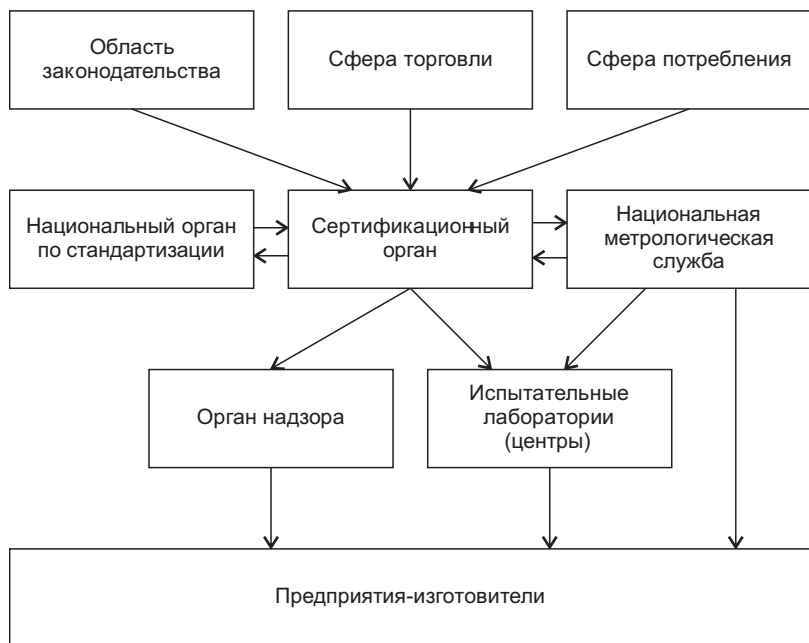 Область
законодательства
Сфера торговли
Сфера потребления
Национальный орган
по стандартизации
Сертификационный
орган
Национальная
метрологическая
служба
Орган надзора
Испытательные
лаборатории
(центры)
Предприятия-изготовители